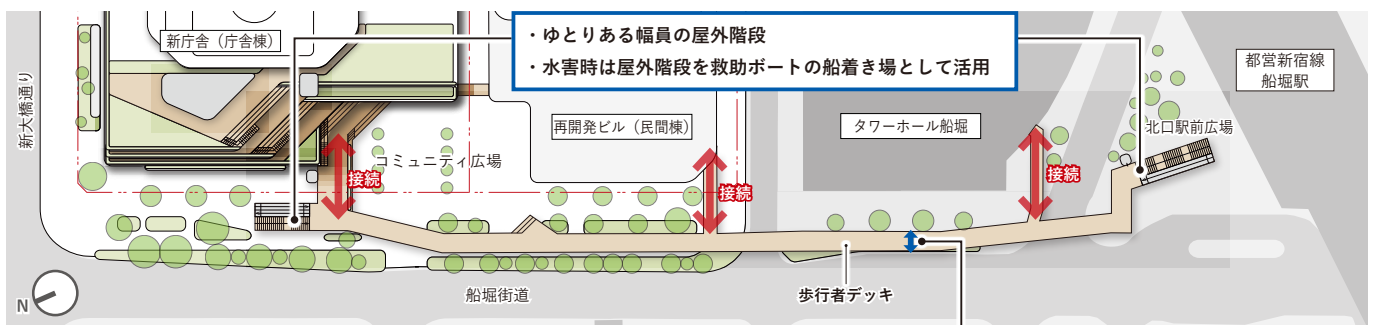 ・ゆとりある幅員の屋外階段
・水害時は屋外階段を救助ボートの船着き場として活用
新庁舎（庁舎棟）
新大橋通り
都営新宿線
船堀駅
再開発ビル（民間棟）
タワーホール船堀
北口駅前広場
コミュニティ広場
接続
接続
接続
船堀街道
歩行者デッキ
N